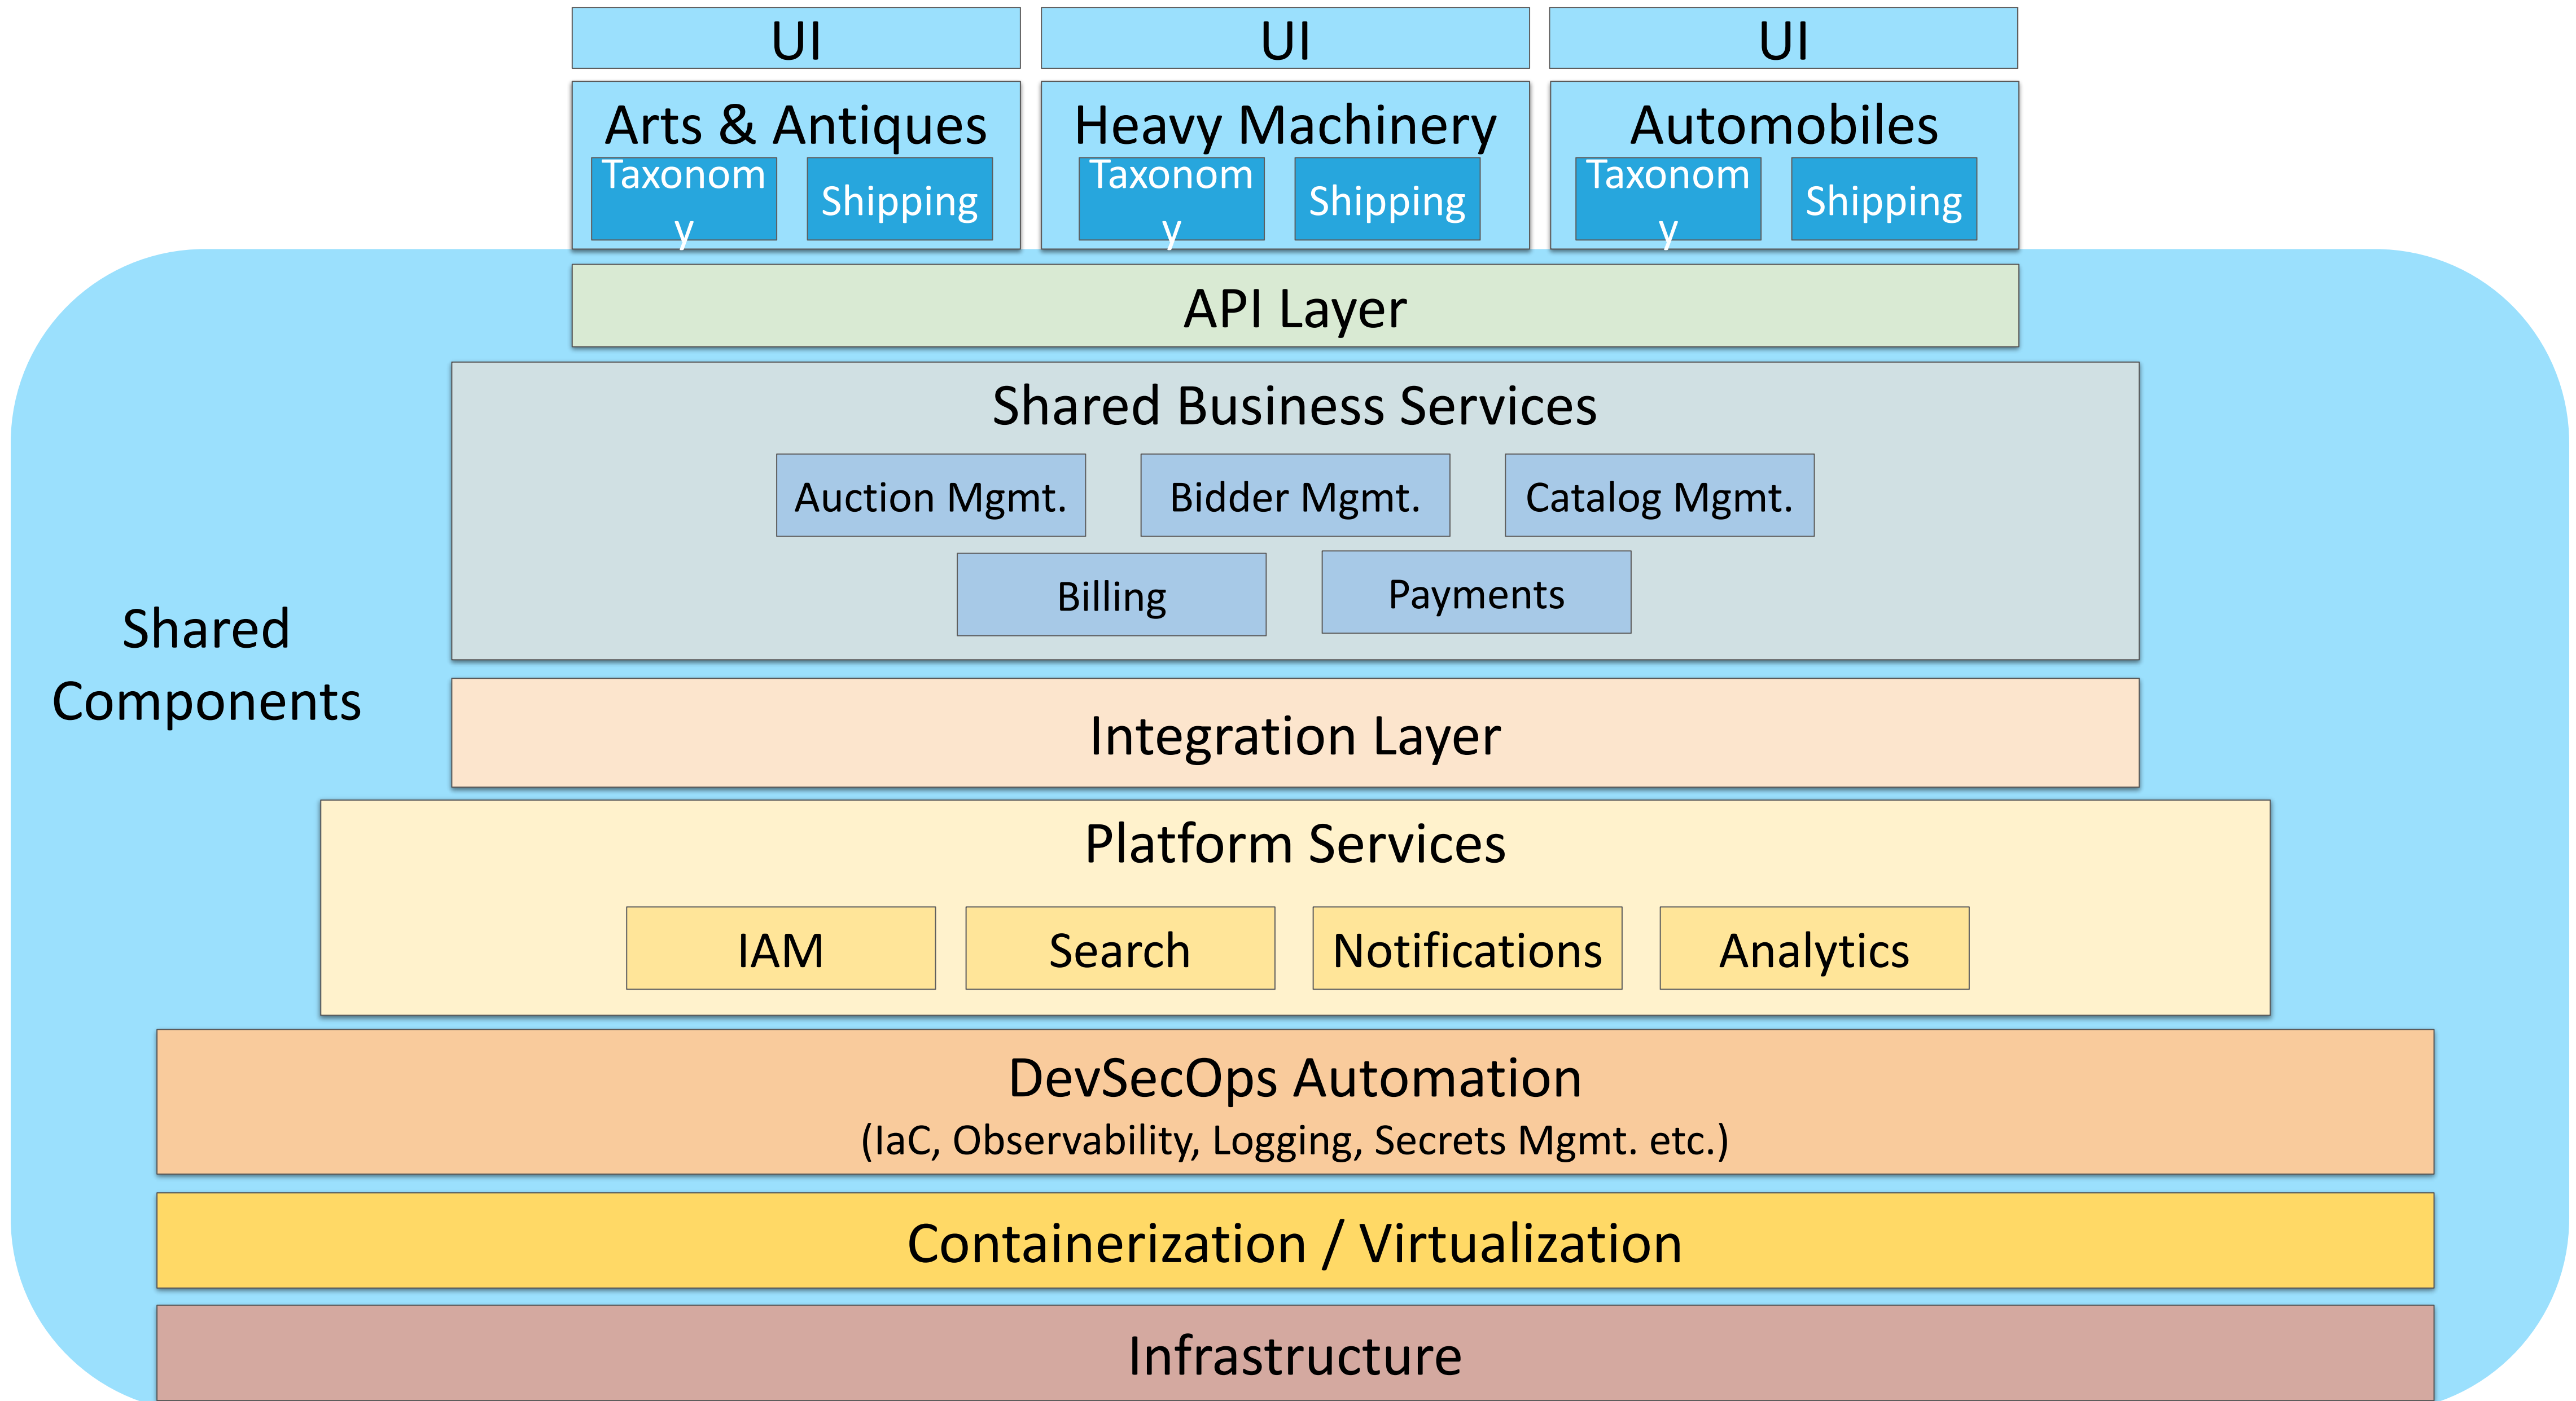 UI
UI
UI
Arts & Antiques
Heavy Machinery
Automobiles
Taxonom
y
Shipping
Taxonom
y
Shipping
Taxonom
y
Shipping
API Layer
Shared Business Services
Auction Mgmt.
Bidder Mgmt.
Catalog Mgmt.
Billing
Payments
Shared
Components
Integration Layer
Platform Services
IAM
Search
Notifications
Analytics
DevSecOps Automation
(IaC, Observability, Logging, Secrets Mgmt. etc.)
Containerization / Virtualization
Infrastructure